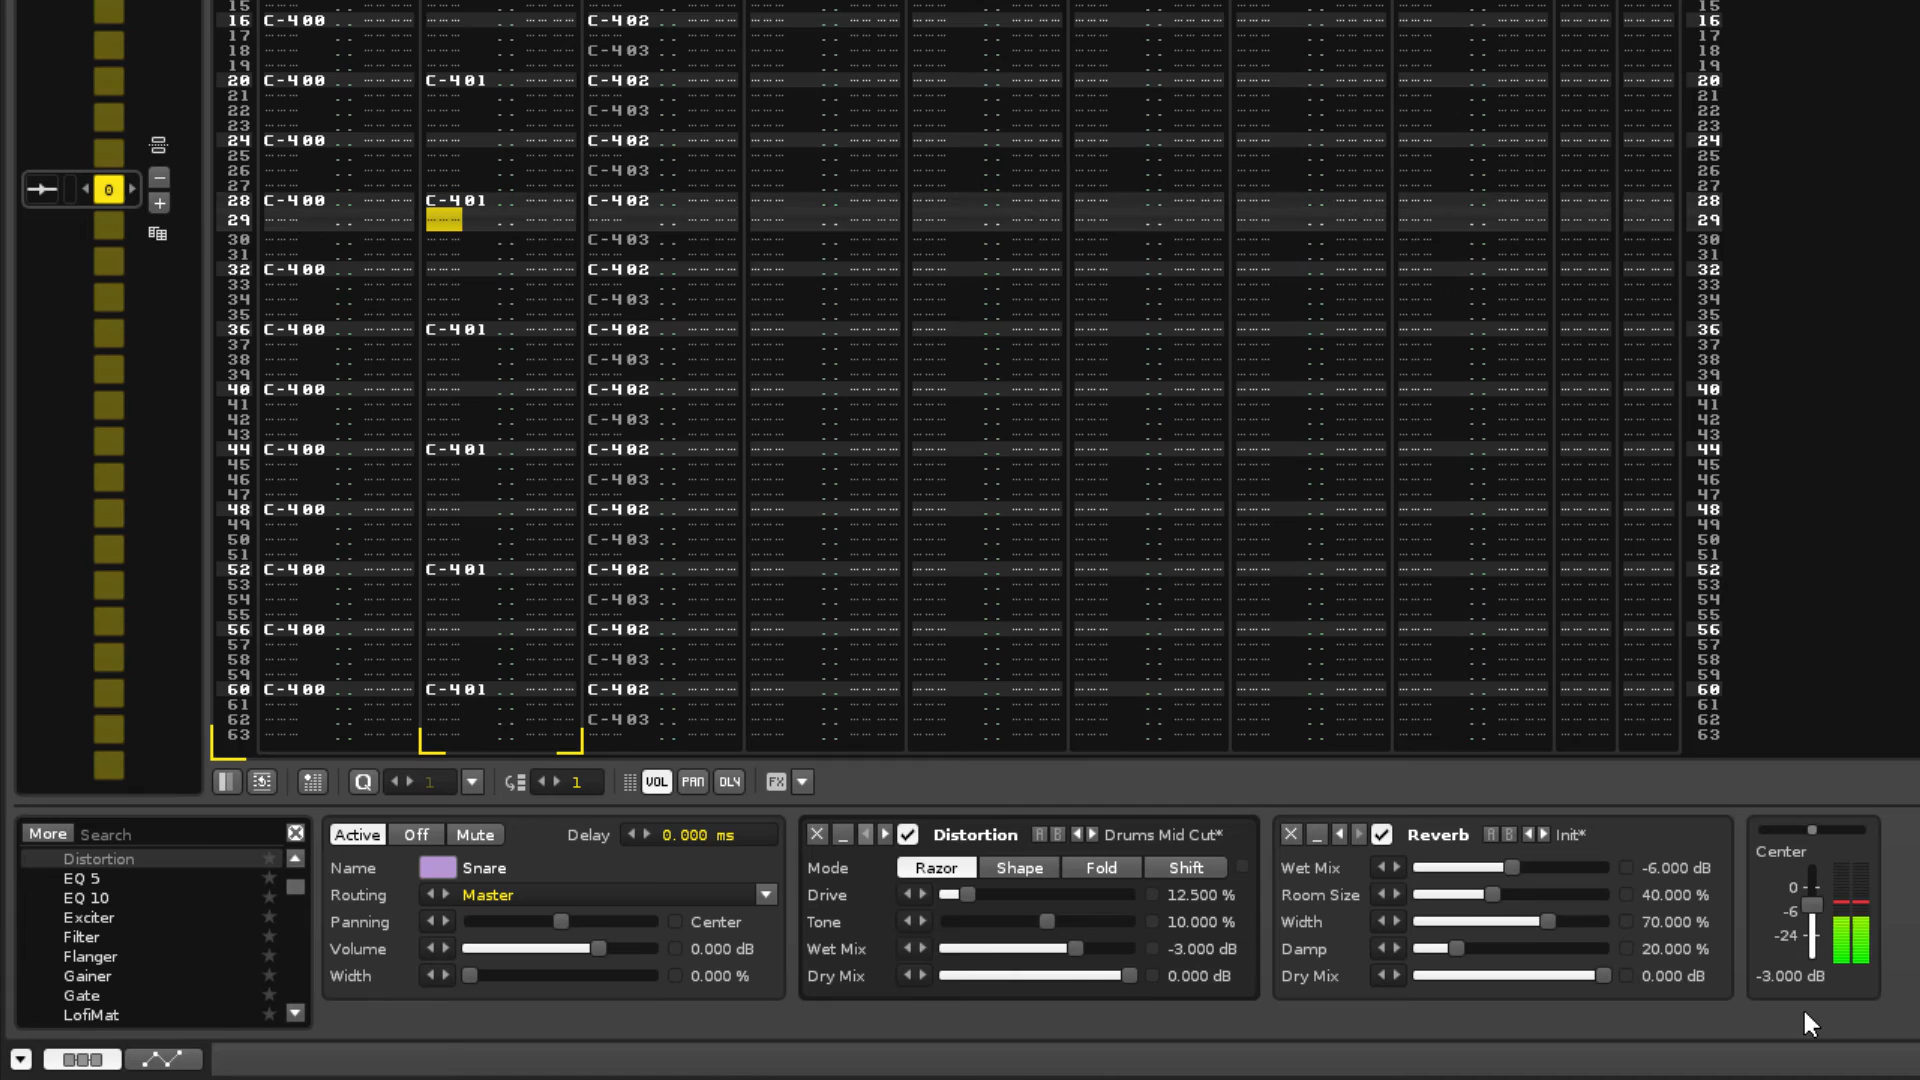 15 15
16 C-400 C-402 16
17 17
18 C-403 18
19 19
20 C-400 C-401 C-402 20
21 21
22 C-403 22
23 23
24 C-400 C-402 24
25 25
26 C-403 26
27 27
28 C-400 C-401 C-402 28
0 29 29
30 C-403 30
31 31
32 C-400 C-402 32
33 33
34 C-403 34
35 35
36 C-400 C-401 C-402 36
37 37
38 C-403 38
39 39
40 C-400 C-402 40
41 41
42 C-403 42
43 43
44 C-400 C-401 C-402 44
45 45
46 C-403 46
47 47
48 C-400 C-402 48
49 49
50 C-403 50
51 51
52 C-400 C-401 C-402 52
53 53
54 C-403 54
55 55
56 C-400 C-402 56
57 57
58 C-403 58
59 59
60 C-400 C-401 C-402 60
61 61
62 C-403 62
63 63
Q 1 1 VOL PAN DLY FX
More Search
Distortion
EQ 5
EQ 10
Exciter
Filter
Flanger
Gainer
Gate
LofiMat
Active Off Mute Delay 0.000 ms
Name Snare
Routing Master
Panning Center
Volume 0.000 dB
Width 0.000 %
Distortion A B Drums Mid Cut*
Mode Razor Shape Fold Shift
Drive 12.500 %
Tone 10.000 %
Wet Mix -3.000 dB
Dry Mix 0.000 dB
Reverb A B Init*
Wet Mix -6.000 dB
Room Size 40.000 %
Width 70.000 %
Damp 20.000 %
Dry Mix 0.000 dB
Center
0
-6
-24
-3.000 dB